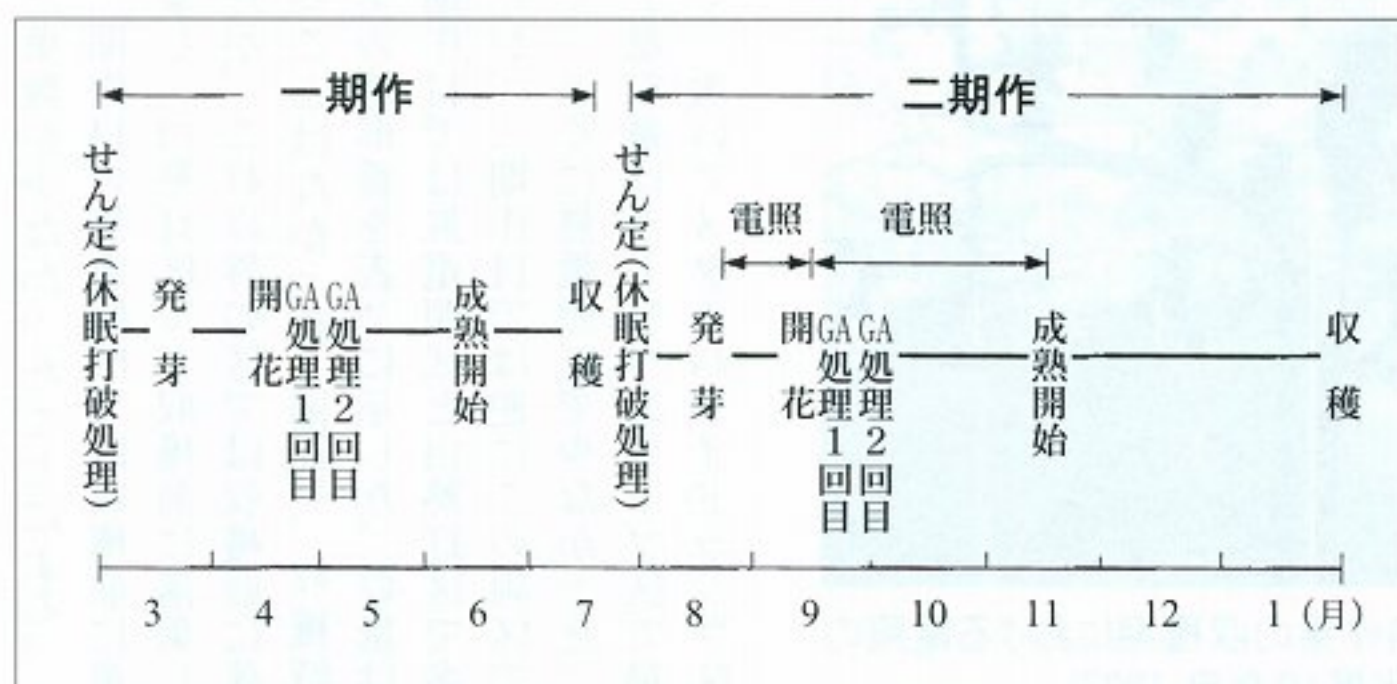 一期作
二期作
せん定(休眠打破処理)
発芽
開花
GA処理1回目
GA処理2回目
成熟開始
収穫
せん定(休眠打破処理)
電照
電照
発芽
開花
GA処理1回目
GA処理2回目
成熟開始
収穫
3 4 5 6 7 8 9 10 11 12 1 (月)